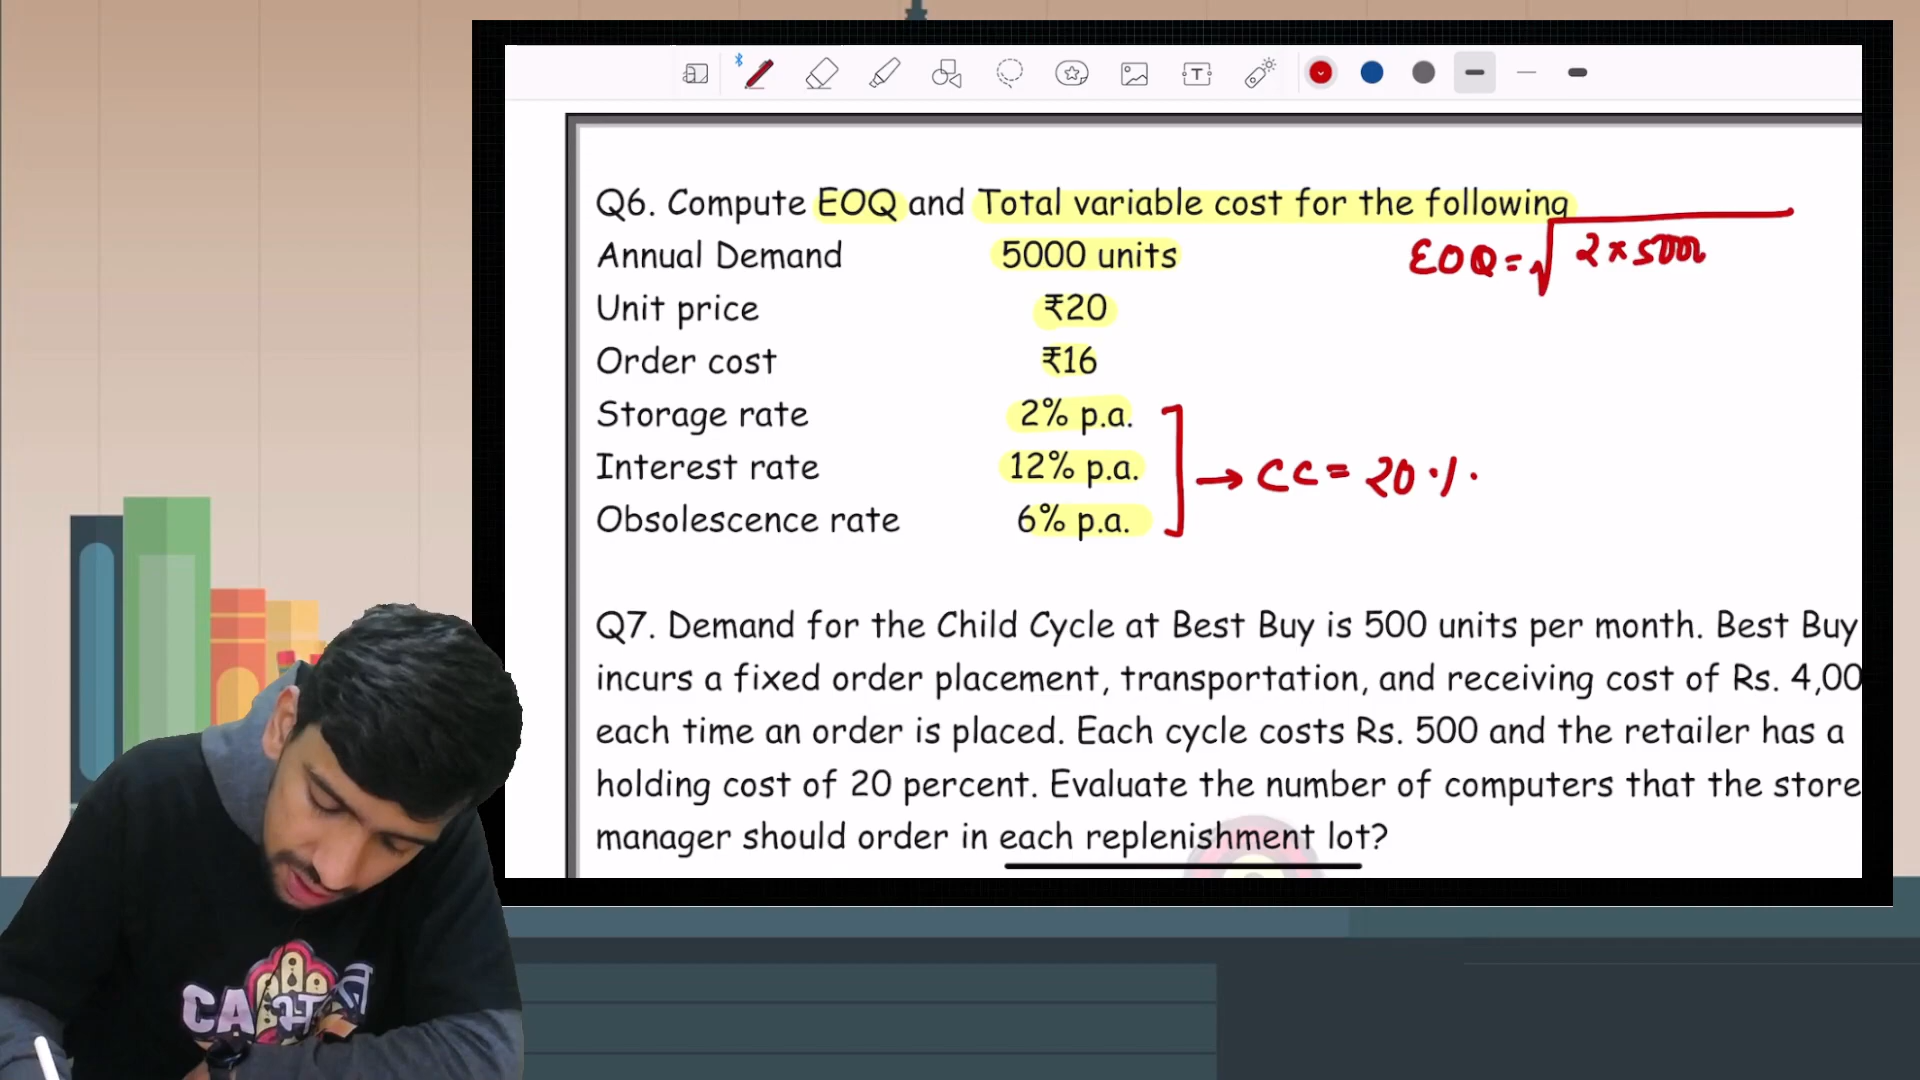 Q6. Compute EOQ and Total variable cost for the following
Annual Demand 5000 units
EOQ = √2 × 5000
Unit price ₹20
Order cost ₹16
Storage rate 2% p.a.
Interest rate 12% p.a.
→ CC = 20 %
Obsolescence rate 6% p.a.
Q7. Demand for the Child Cycle at Best Buy is 500 units per month. Best Buy
incurs a fixed order placement, transportation, and receiving cost of Rs. 4,00
each time an order is placed. Each cycle costs Rs. 500 and the retailer has a
holding cost of 20 percent. Evaluate the number of computers that the store
manager should order in each replenishment lot?
CA